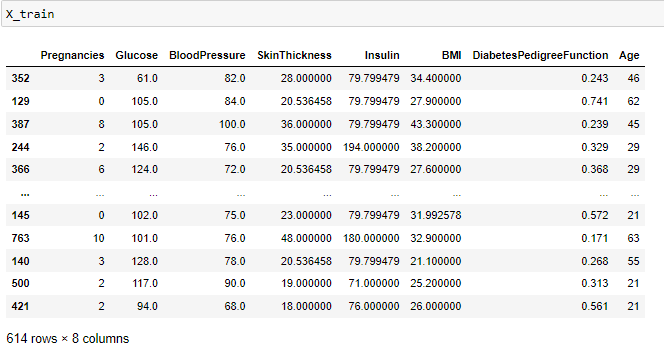 X_train
Pregnancies Glucose BloodPressure SkinThickness Insulin BMI DiabetesPedigreeFunction Age
352 3 61.0 82.0 28.000000 79.799479 34.400000 0.243 46
129 0 105.0 84.0 20.536458 79.799479 27.900000 0.741 62
387 8 105.0 100.0 36.000000 79.799479 43.300000 0.239 45
244 2 146.0 76.0 35.000000 194.000000 38.200000 0.329 29
366 6 124.0 72.0 20.536458 79.799479 27.600000 0.368 29
... ... ... ... ... ... ... ... ...
145 0 102.0 75.0 23.000000 79.799479 31.992578 0.572 21
763 10 101.0 76.0 48.000000 180.000000 32.900000 0.171 63
140 3 128.0 78.0 20.536458 79.799479 21.100000 0.268 55
500 2 117.0 90.0 19.000000 71.000000 25.200000 0.313 21
421 2 94.0 68.0 18.000000 76.000000 26.000000 0.561 21
614 rows × 8 columns